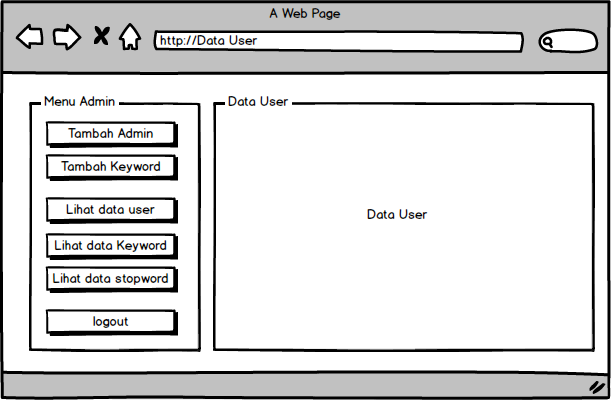 A Web Page
http://Data User
Menu Admin
Tambah Admin
Tambah Keyword
Lihat data user
Lihat data Keyword
Lihat data stopword
logout
Data User
Data User